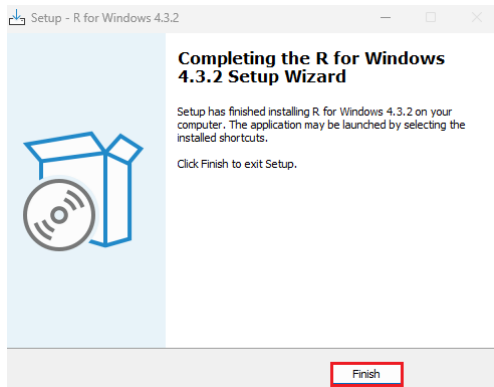 Setup - R for Windows 4.3.2
Completing the R for Windows
4.3.2 Setup Wizard
Setup has finished installing R for Windows 4.3.2 on your
computer. The application may be launched by selecting the
installed shortcuts.
Click Finish to exit Setup.
Finish